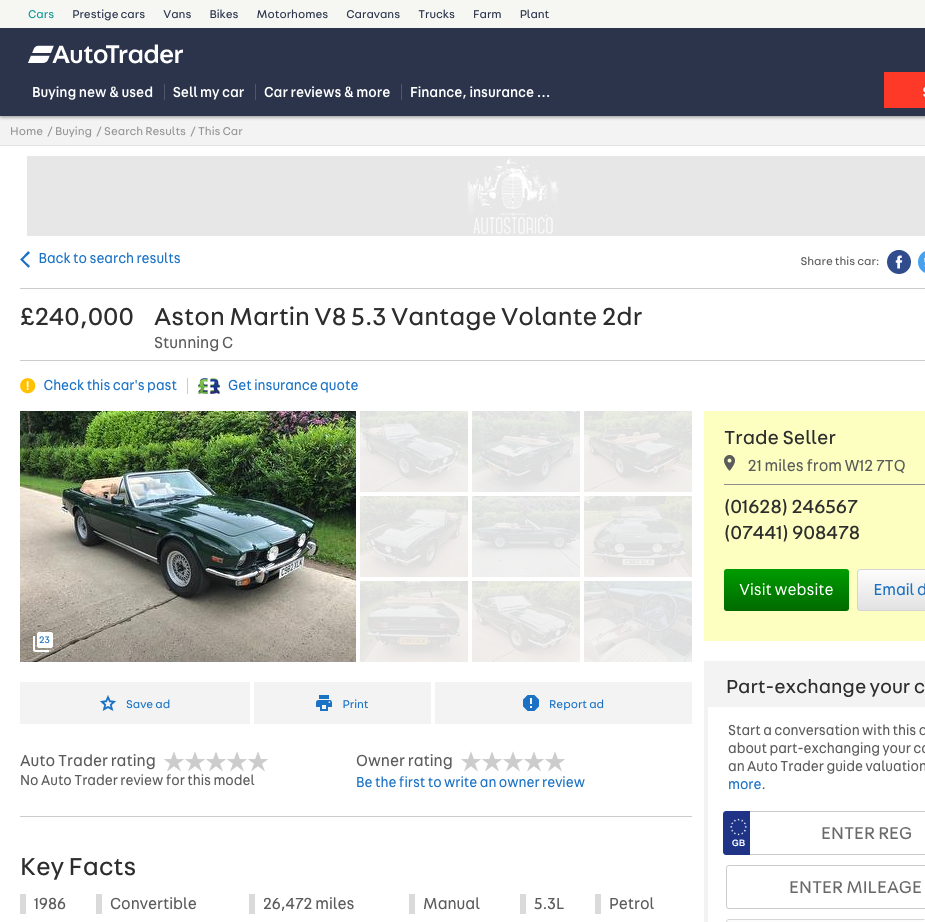 Cars Prestige cars Vans Bikes Motorhomes Caravans Trucks Farm Plant
AutoTrader
Buying new & used Sell my car Car reviews & more Finance, insurance ...
Home / Buying / Search Results / This Car
AUTOSTORICO
Back to search results
Share this car:
£240,000 Aston Martin V8 5.3 Vantage Volante 2dr
Stunning C
Check this car's past Get insurance quote
23
Trade Seller
21 miles from W12 7TQ
(01628) 246567
(07441) 908478
Visit website Email d
Save ad Print Report ad
Part-exchange your c
Start a conversation with this c
about part-exchanging your ca
an Auto Trader guide valuation
more.
Auto Trader rating
No Auto Trader review for this model
Owner rating
Be the first to write an owner review
GB ENTER REG
ENTER MILEAGE
Key Facts
1986 Convertible 26,472 miles Manual 5.3L Petrol